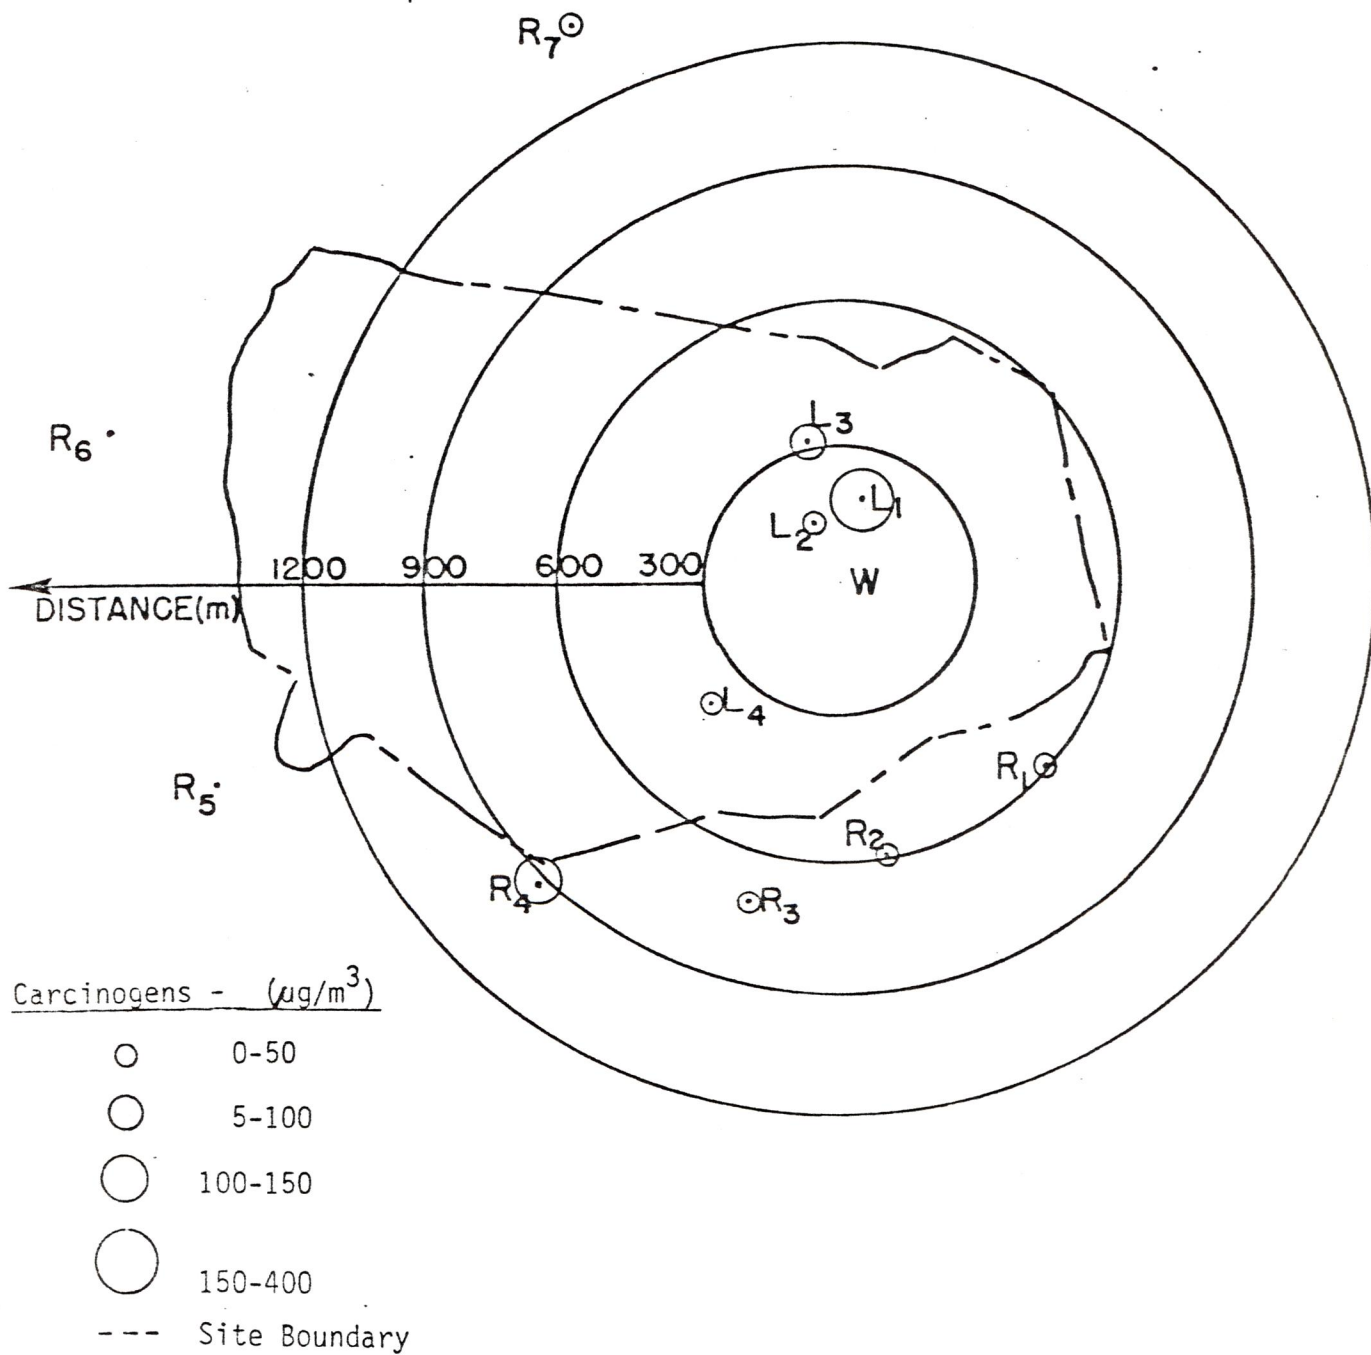 R7
L3
R6
L1
L2
1200 900 600 300
W
DISTANCE(m)
L4
R5
R1
R2
R4
R3
Carcinogens - (µg/m³)
0-50
5-100
100-150
150-400
--- Site Boundary